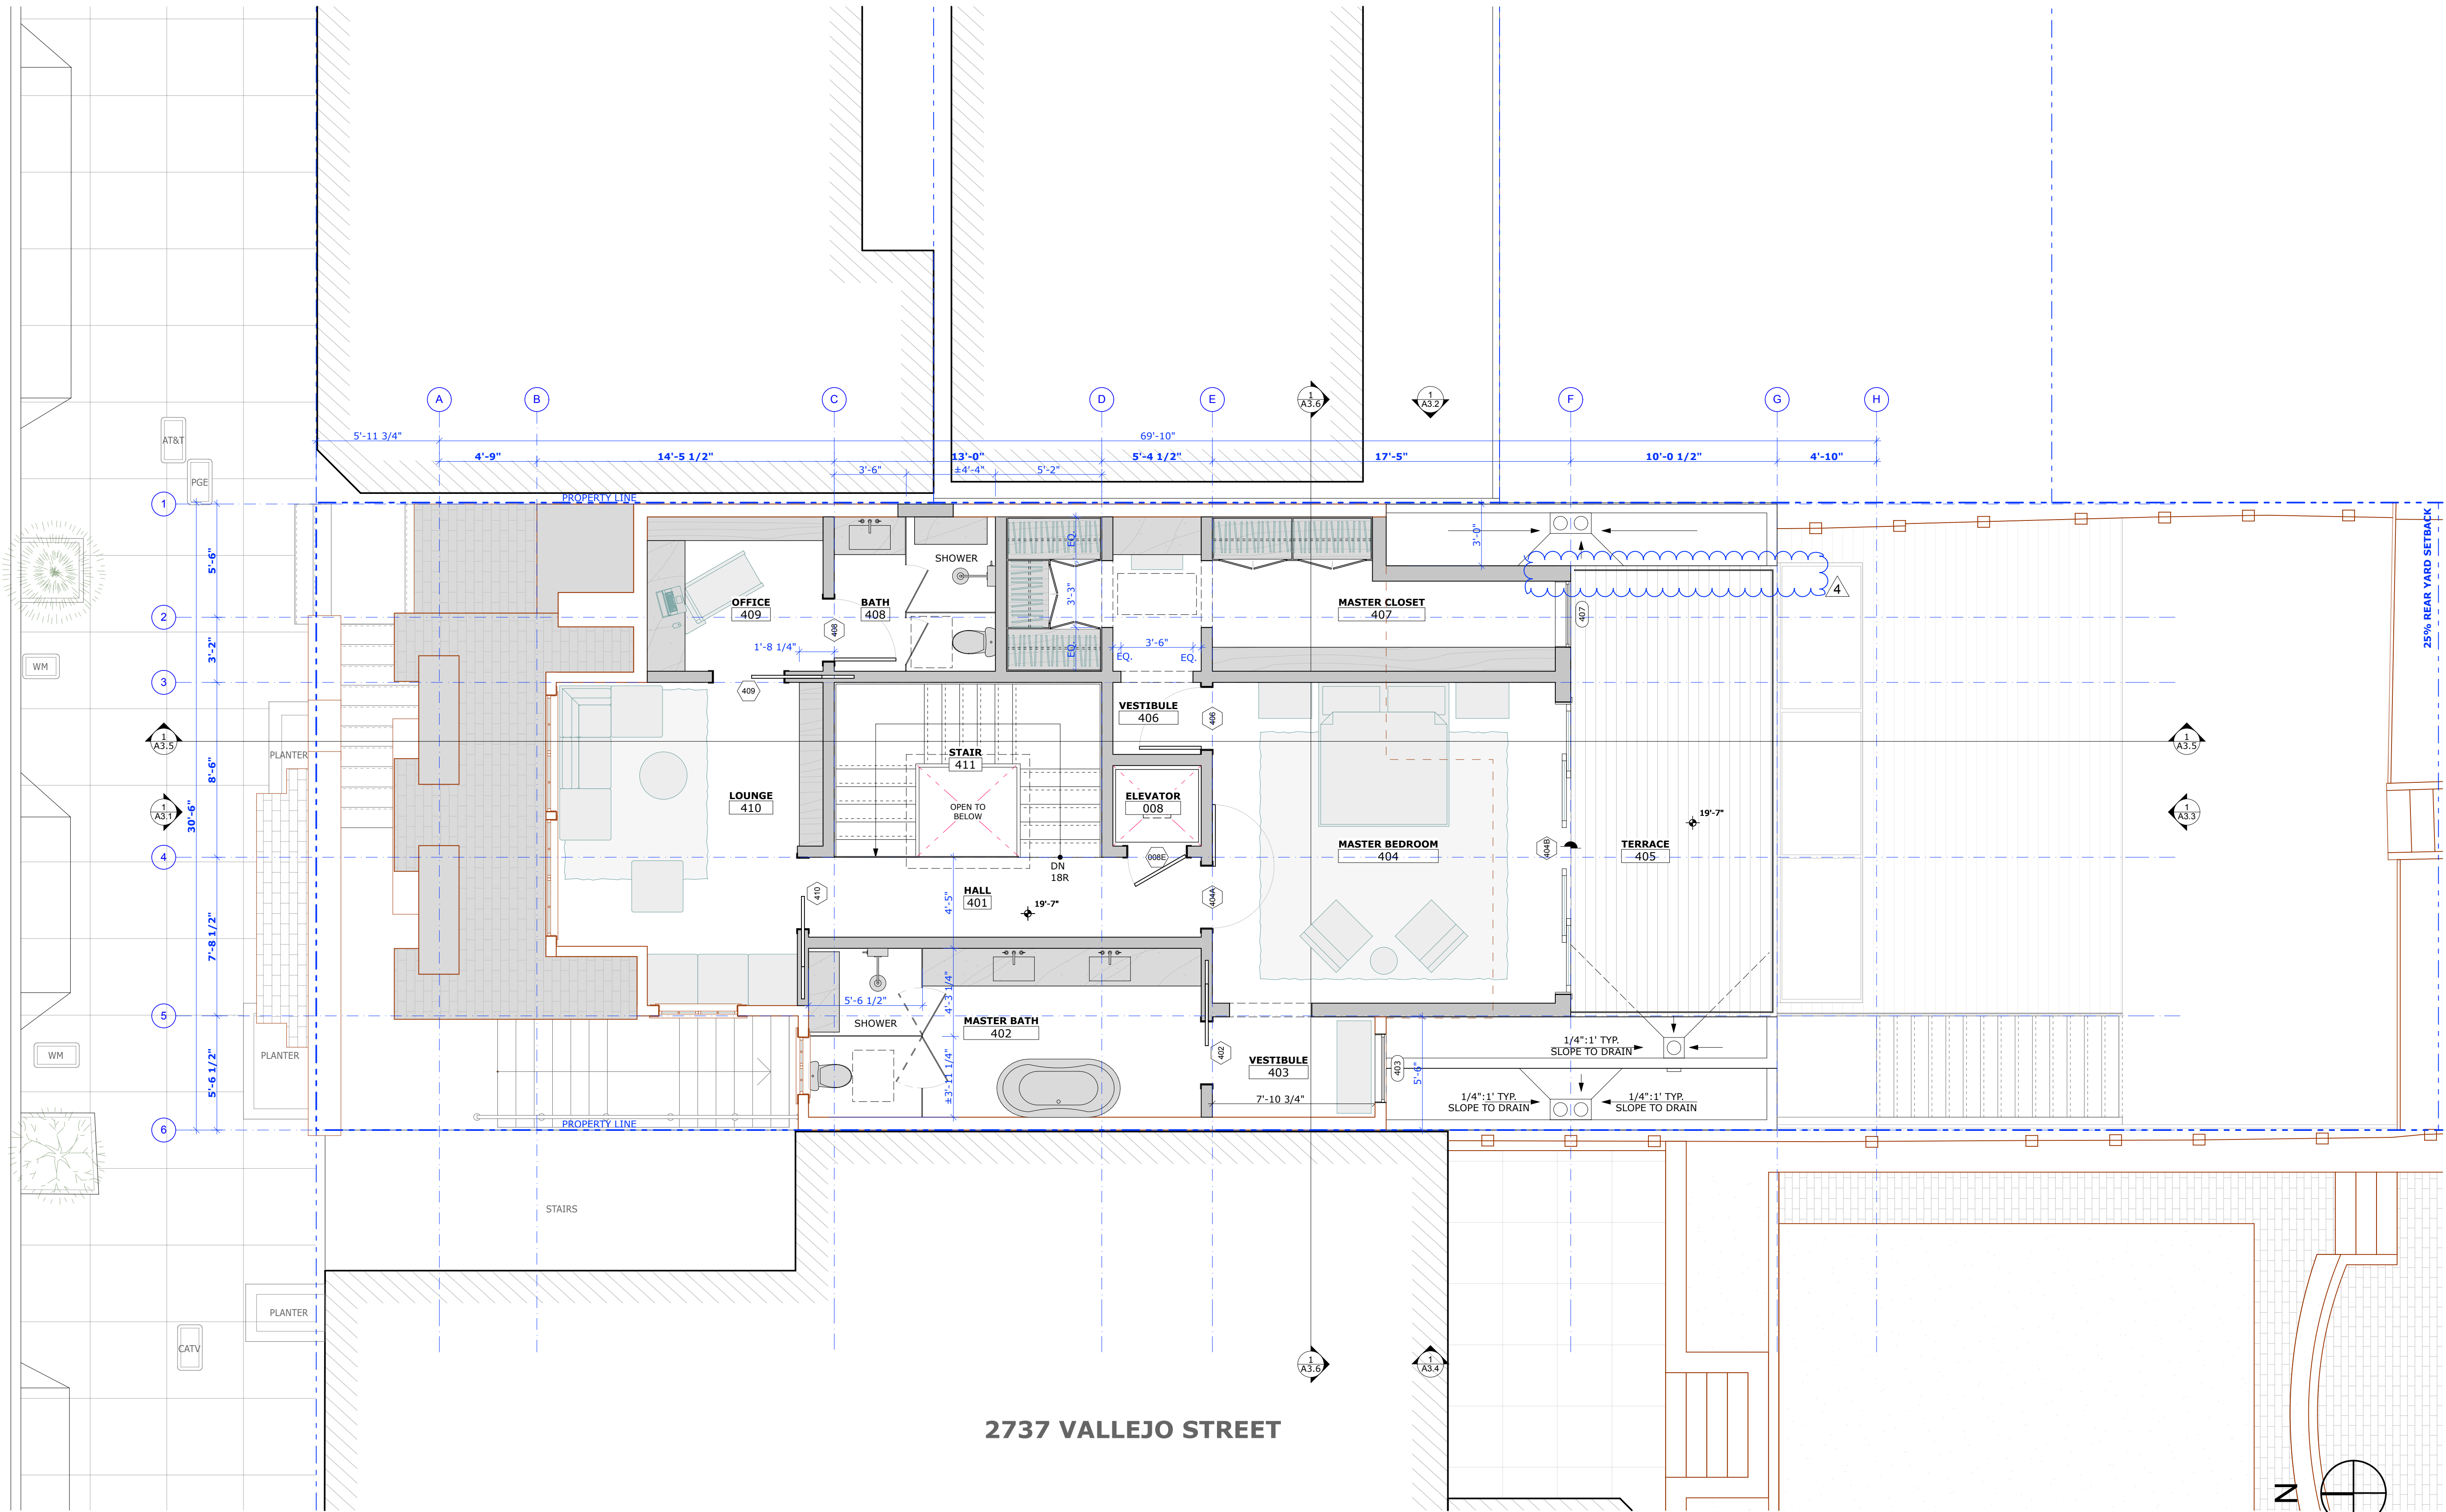 A
B
C
D
E
1
A3.6
1
A3.2
F
G
H
AT&T
5'-11 3/4"
69'-10"
4'-9"
14'-5 1/2"
13'-0"
5'-4 1/2"
17'-5"
10'-0 1/2"
4'-10"
3'-6"
±4'-4"
5'-2"
PGE
PROPERTY LINE
1
25% REAR YARD SETBACK
5'-6"
3'-0"
EQ.
SHOWER
4
OFFICE
409
BATH
408
3'-3"
MASTER CLOSET
407
407
2
408
3'-2"
1'-8 1/4"
EQ.
3'-6"
EQ.
EQ.
WM
3
409
VESTIBULE
406
406
1
A3.5
PLANTER
STAIR
411
1
A3.5
8'-6"
LOUNGE
410
OPEN TO
BELOW
ELEVATOR
008
1
A3.1
30'-6"
19'-7"
1
A3.3
MASTER BEDROOM
404
404B
TERRACE
405
4
008E
DN
18R
410
HALL
401
4'-5"
19'-7"
404A
7'-8 1/2"
5'-6 1/2"
4'-3 1/4"
5
SHOWER
MASTER BATH
402
WM
PLANTER
402
VESTIBULE
403
403
1/4":1' TYP.
SLOPE TO DRAIN
5'-6 1/2"
±3'-11 1/4"
5'-6"
7'-10 3/4"
1/4":1' TYP.
SLOPE TO DRAIN
1/4":1' TYP.
SLOPE TO DRAIN
6
PROPERTY LINE
STAIRS
PLANTER
CATV
1
A3.6
1
A3.4
2737 VALLEJO STREET
N